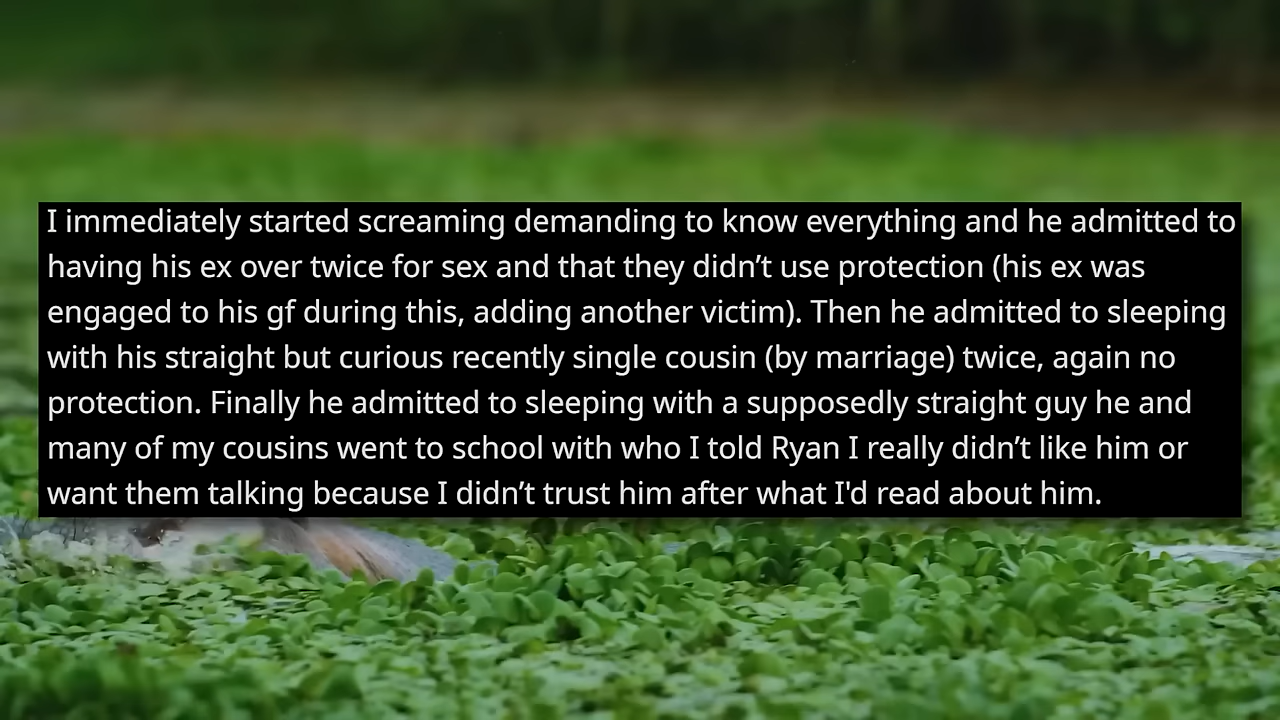 I immediately started screaming demanding to know everything and he admitted to
having his ex over twice for sex and that they didn’t use protection (his ex was
engaged to his gf during this, adding another victim). Then he admitted to sleeping
with his straight but curious recently single cousin (by marriage) twice, again no
protection. Finally he admitted to sleeping with a supposedly straight guy he and
many of my cousins went to school with who I told Ryan I really didn’t like him or
want them talking because I didn’t trust him after what I'd read about him.